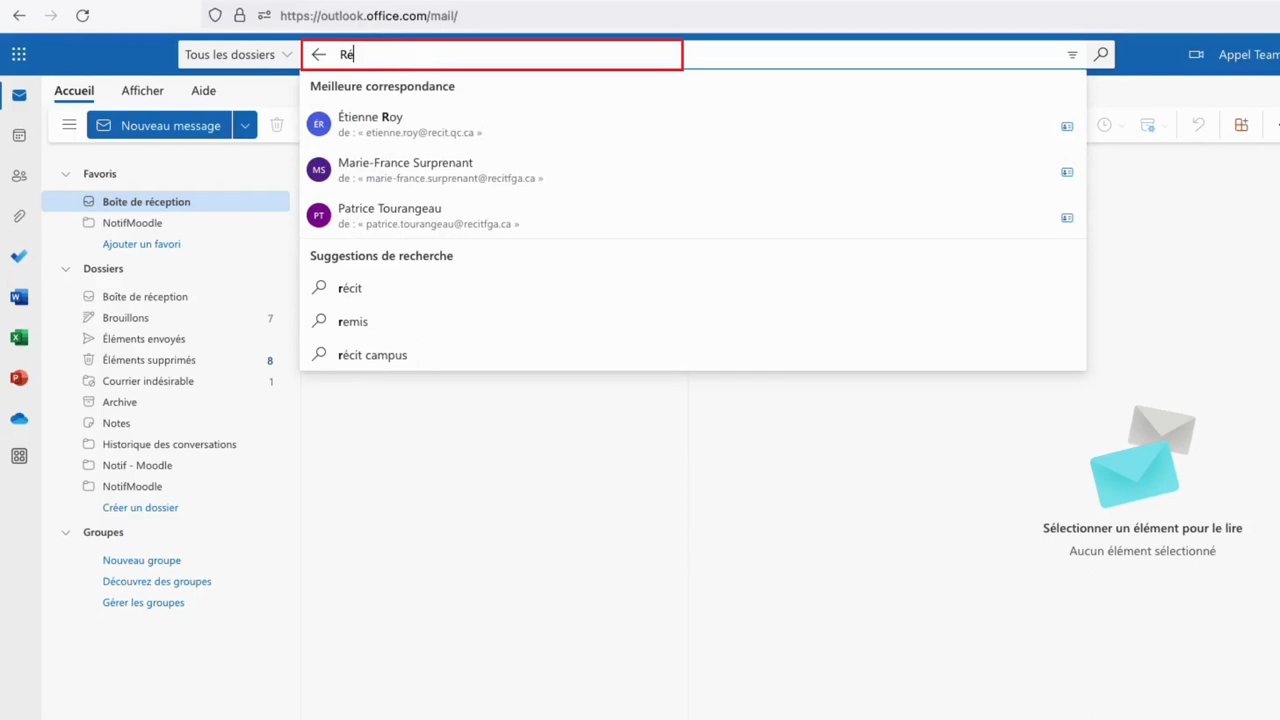 https://outlook.office.com/mail/
Tous les dossiers
Ré
Appel Team
Accueil
Afficher
Aide
Nouveau message
Meilleure correspondance
ÉR
Étienne Roy
de : « etienne.roy@recit.qc.ca »
MS
Marie-France Surprenant
de : « marie-france.surprenant@recitfga.ca »
PT
Patrice Tourangeau
de : « patrice.tourangeau@recitfga.ca »
Suggestions de recherche
récit
remis
récit campus
Favoris
Boîte de réception
NotifMoodle
Ajouter un favori
Dossiers
Boîte de réception
Brouillons 7
Éléments envoyés
Éléments supprimés 8
Courrier indésirable 1
Archive
Notes
Historique des conversations
Notif - Moodle
NotifMoodle
Créer un dossier
Groupes
Nouveau groupe
Découvrez des groupes
Gérer les groupes
Sélectionner un élément pour le lire
Aucun élément sélectionné